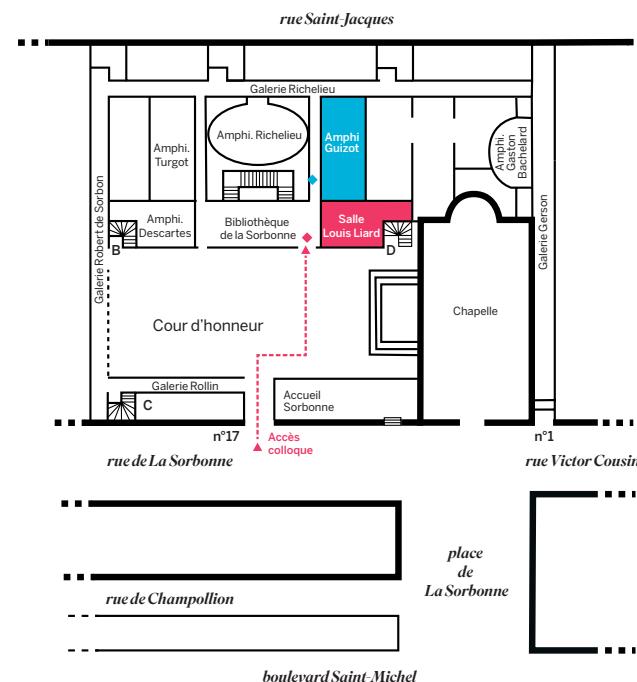 rue Saint-Jacques
Galerie Richelieu
Amphi.
Turgot
Amphi. Richelieu
Amphi
Guizot
Amphi.
Gaston
Bachelard
Galerie Robert de Sorbon
Amphi.
Descartes
Bibliothèque
de la Sorbonne
Salle
Louis Liard
Galerie Gerson
B
D
Chapelle
Cour d'honneur
Galerie Rollin
C
Accueil
Sorbonne
n°17
Accès
colloque
n°1
rue de La Sorbonne
rue Victor Cousin
place
de
La Sorbonne
rue de Champollion
boulevard Saint-Michel